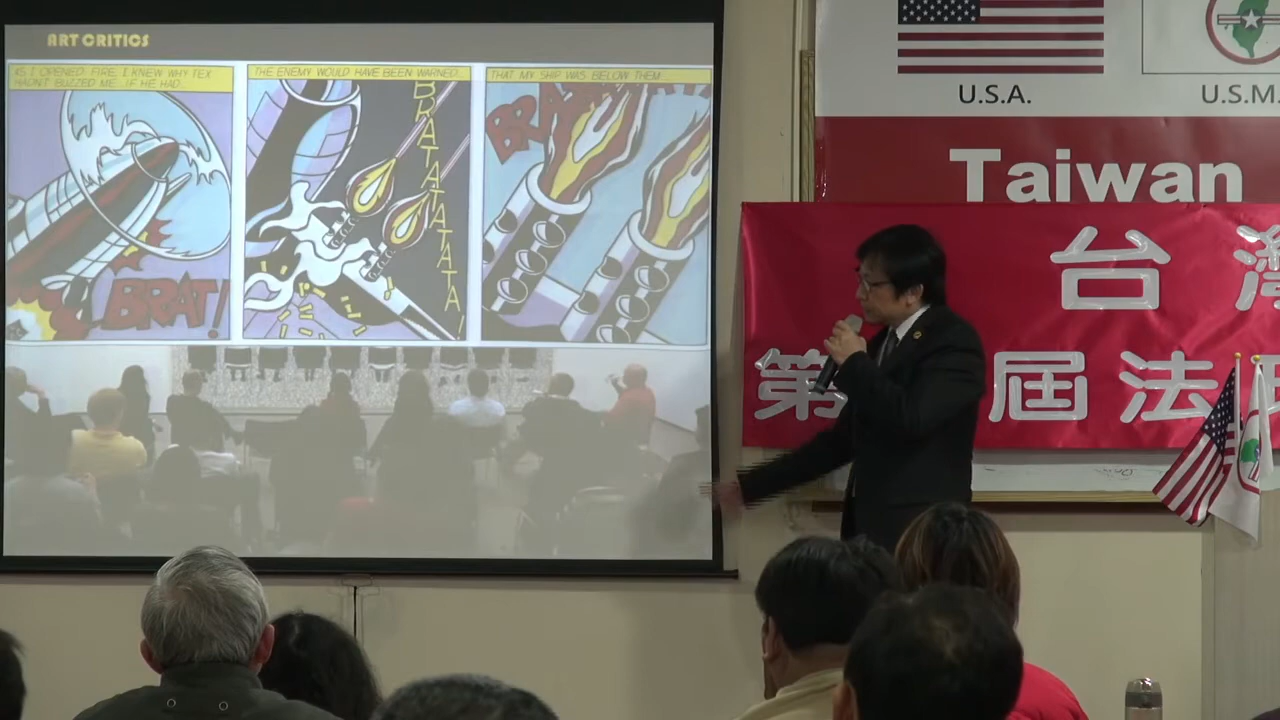 ART CRITICS
AS I OPENED FIRE, I KNEW WHY TEX
HADN'T BUZZED ME...IF HE HAD...
THE ENEMY WOULD HAVE BEEN WARNED...
THAT MY SHIP WAS BELOW THEM....
BRAT!
BRATATATATA!
U.S.A.
U.S.M.
Taiwan
台灣
第 屆法